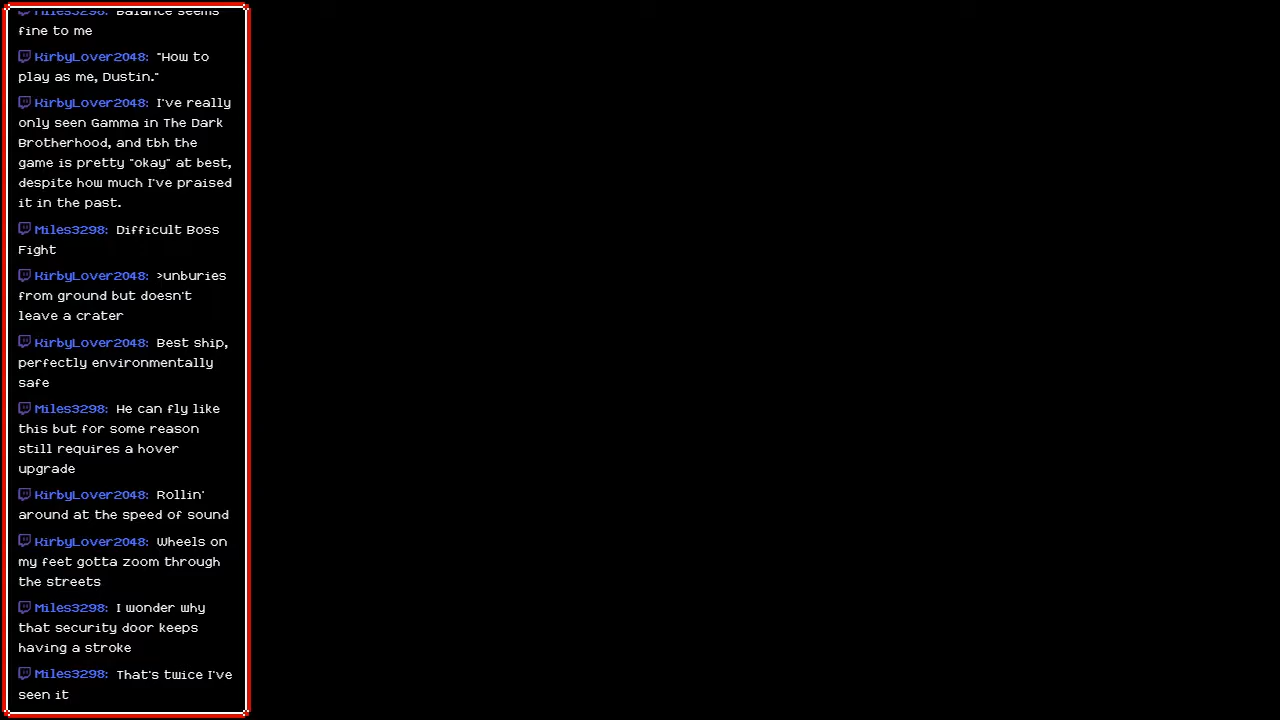 Miles3298: Balance seems
fine to me
KirbyLover2048: "How to
play as me, Dustin."
KirbyLover2048: I've really
only seen Gamma in The Dark
Brotherhood, and tbh the
game is pretty "okay" at best,
despite how much I've praised
it in the past.
Miles3298: Difficult Boss
Fight
KirbyLover2048: >unburies
from ground but doesn't
leave a crater
KirbyLover2048: Best ship,
perfectly environmentally
safe
Miles3298: He can fly like
this but for some reason
still requires a hover
upgrade
KirbyLover2048: Rollin'
around at the speed of sound
KirbyLover2048: Wheels on
my feet gotta zoom through
the streets
Miles3298: I wonder why
that security door keeps
having a stroke
Miles3298: That's twice I've
seen it